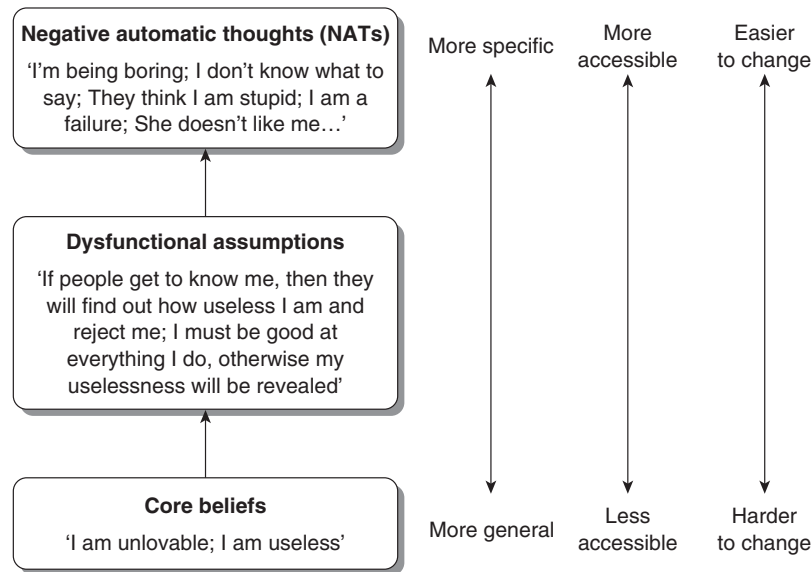 Negative automatic thoughts (NATs)
‘I’m being boring; I don’t know what to
say; They think I am stupid; I am a
failure; She doesn’t like me…’
More specific
More
accessible
Easier
to change
Dysfunctional assumptions
‘If people get to know me, then they
will find out how useless I am and
reject me; I must be good at
everything I do, otherwise my
uselessness will be revealed’
Core beliefs
‘I am unlovable; I am useless’
More general
Less
accessible
Harder
to change